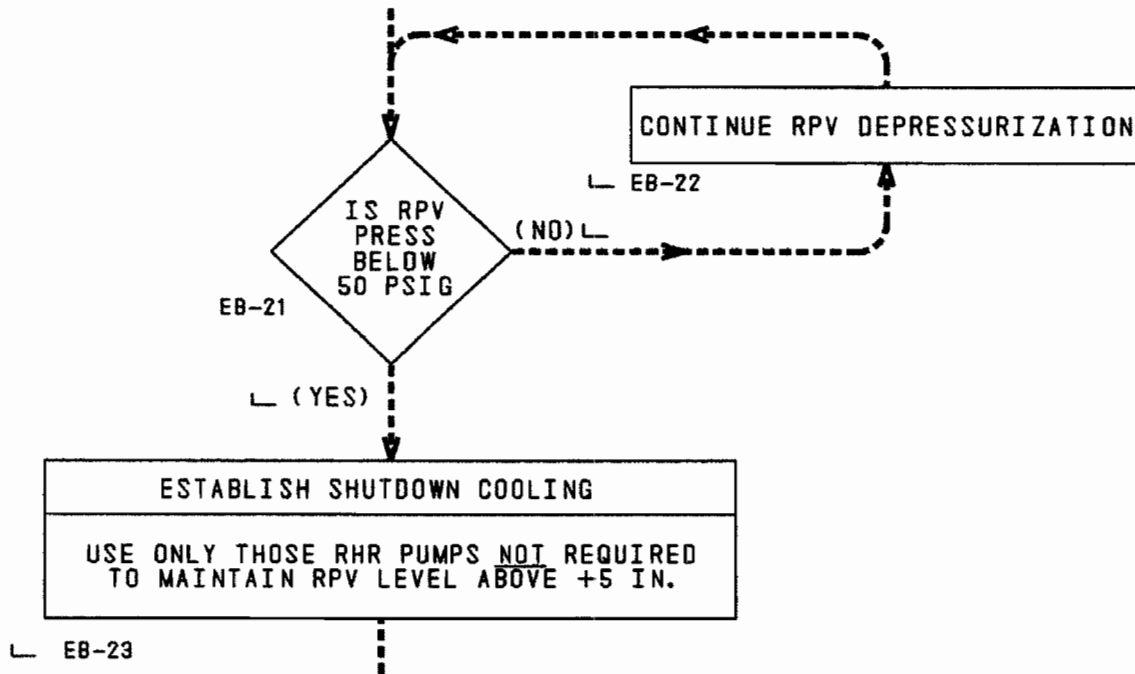 CONTINUE RPV DEPRESSURIZATION
EB-22
IS RPV
PRESS
BELOW
50 PSIG
(NO)
EB-21
(YES)
ESTABLISH SHUTDOWN COOLING
USE ONLY THOSE RHR PUMPS NOT REQUIRED
TO MAINTAIN RPV LEVEL ABOVE +5 IN.
EB-23